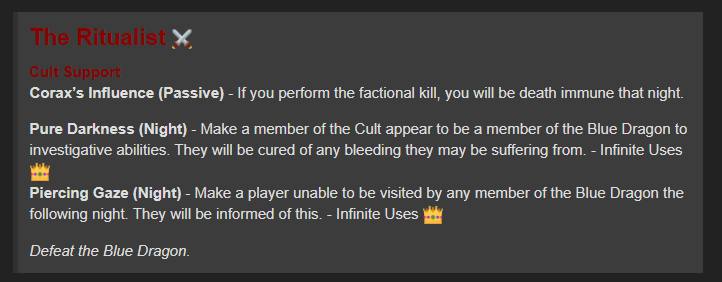 The Ritualist ⚔
Cult Support
Corax’s Influence (Passive) - If you perform the factional kill, you will be death immune that night.
Pure Darkness (Night) - Make a member of the Cult appear to be a member of the Blue Dragon to
investigative abilities. They will be cured of any bleeding they may be suffering from. - Infinite Uses
👑
Piercing Gaze (Night) - Make a player unable to be visited by any member of the Blue Dragon the
following night. They will be informed of this. - Infinite Uses 👑
Defeat the Blue Dragon.